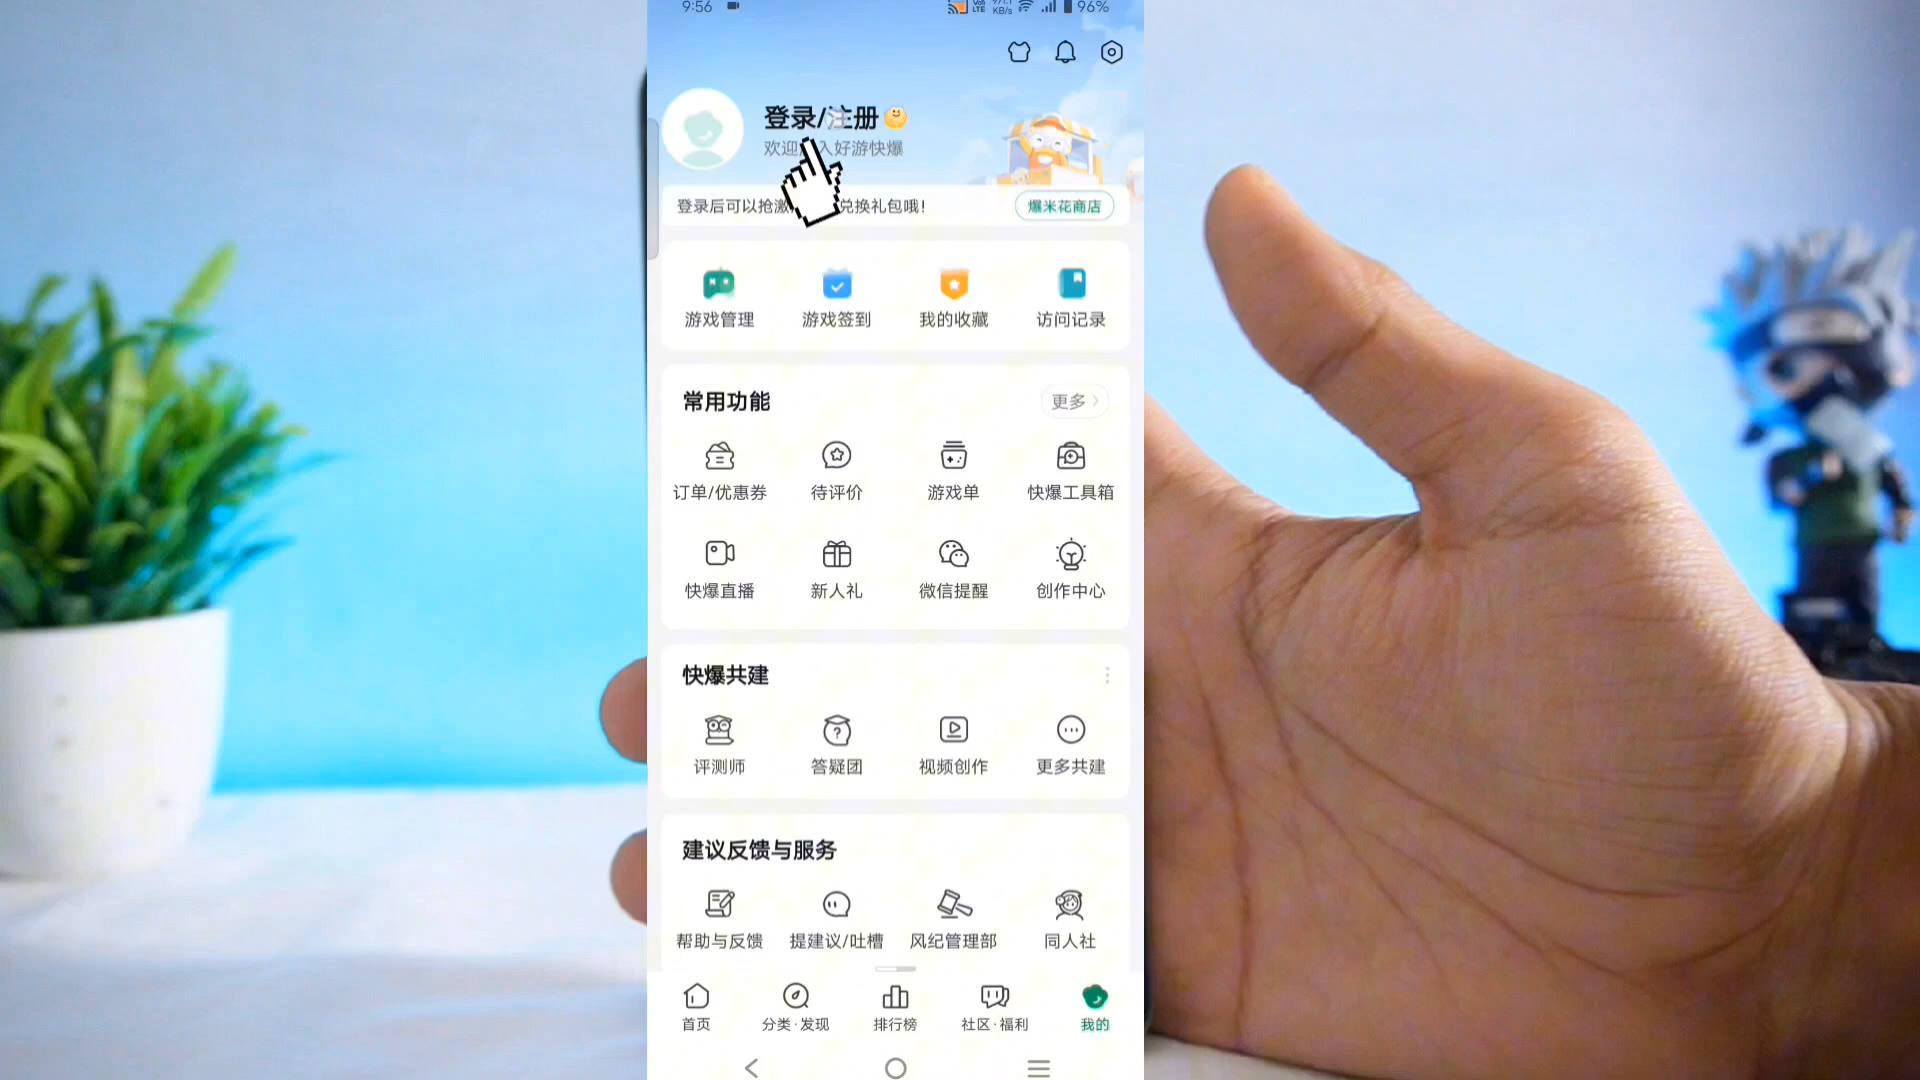 9:56
KB/s
96%
登录/注册
欢迎 入好游快爆
登录后可以抢激 兑换礼包哦!
爆米花商店
游戏管理 游戏签到 我的收藏 访问记录
常用功能
更多
订单/优惠券 待评价 游戏单 快爆工具箱
快爆直播 新人礼 微信提醒 创作中心
快爆共建
评测师 答疑团 视频创作 更多共建
建议反馈与服务
帮助与反馈 提建议/吐槽 风纪管理部 同人社
首页 分类·发现 排行榜 社区·福利 我的